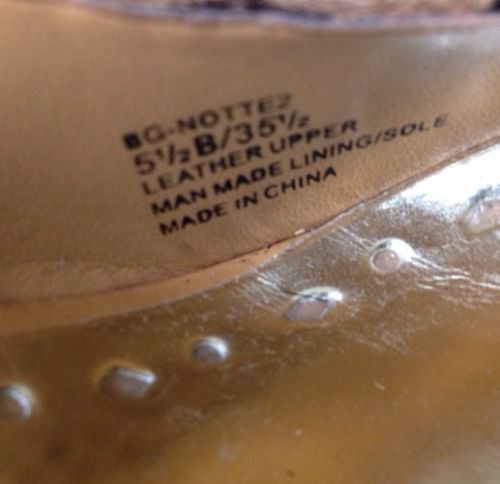 BG-NOTTE2
5½B/35½
LEATHER UPPER
MAN MADE LINING/SOLE
MADE IN CHINA